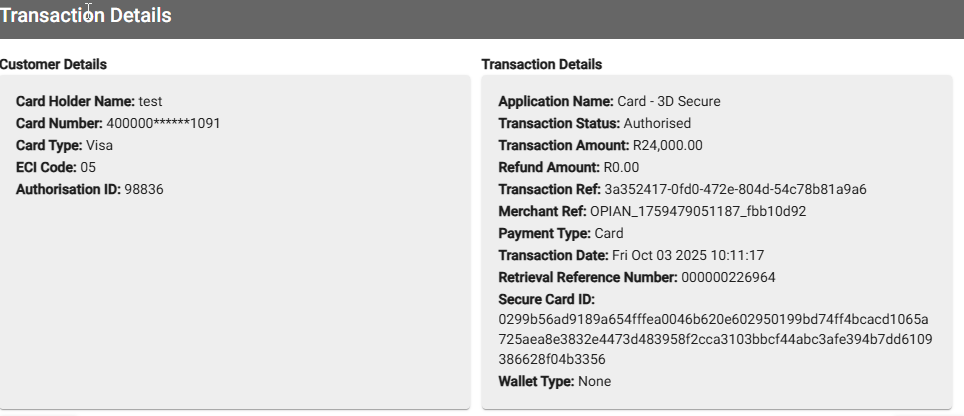 Transaction Details
Customer Details
Card Holder Name: test
Card Number: 400000******1091
Card Type: Visa
ECI Code: 05
Authorisation ID: 98836
Transaction Details
Application Name: Card - 3D Secure
Transaction Status: Authorised
Transaction Amount: R24,000.00
Refund Amount: R0.00
Transaction Ref: 3a352417-0fd0-472e-804d-54c78b81a9a6
Merchant Ref: OPIAN_1759479051187_fbb10d92
Payment Type: Card
Transaction Date: Fri Oct 03 2025 10:11:17
Retrieval Reference Number: 000000226964
Secure Card ID:
0299b56ad9189a654fffea0046b620e602950199bd74ff4bcacd1065a
725aea8e3832e4473d483958f2cca3103bbcf44abc3afe394b7dd6109
386628f04b3356
Wallet Type: None